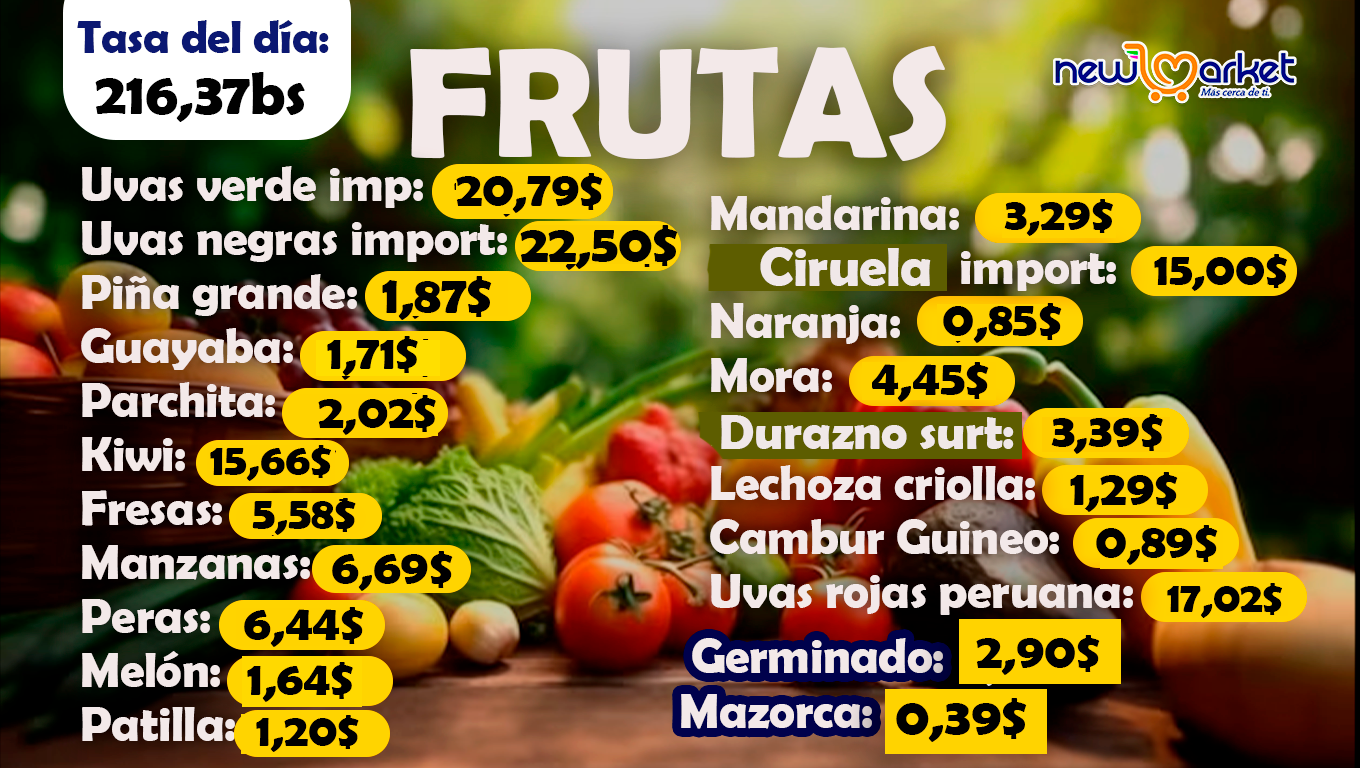 Tasa del día:
216,37bs
FRUTAS
newmarket
Más cerca de ti.
Uvas verde imp: 20,79$
Uvas negras import: 22,50$
Piña grande: 1,87$
Guayaba: 1,71$
Parchita: 2,02$
Kiwi: 15,66$
Fresas: 5,58$
Manzanas: 6,69$
Peras: 6,44$
Melón: 1,64$
Patilla: 1,20$
Mandarina: 3,29$
Ciruela import: 15,00$
Naranja: 0,85$
Mora: 4,45$
Durazno surt: 3,39$
Lechoza criolla: 1,29$
Cambur Guineo: 0,89$
Uvas rojas peruana: 17,02$
Germinado: 2,90$
Mazorca: 0,39$